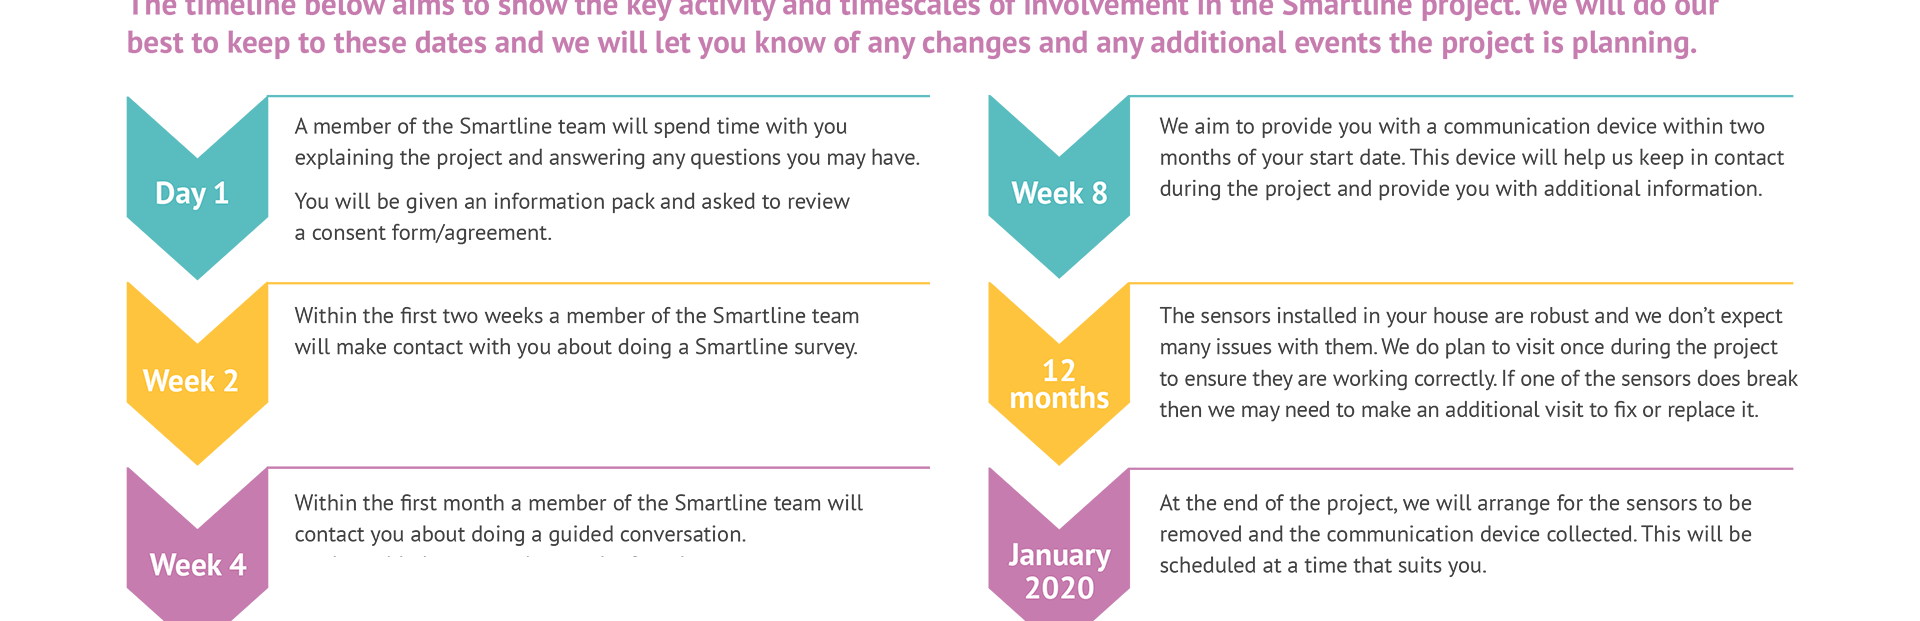 The timeline below aims to show the key activity and timescales of involvement in the Smartline project. We will do our
best to keep to these dates and we will let you know of any changes and any additional events the project is planning.
Day 1
A member of the Smartline team will spend time with you
explaining the project and answering any questions you may have.
You will be given an information pack and asked to review
a consent form/agreement.
Week 2
Within the first two weeks a member of the Smartline team
will make contact with you about doing a Smartline survey.
Week 4
Within the first month a member of the Smartline team will
contact you about doing a guided conversation.
Week 8
We aim to provide you with a communication device within two
months of your start date. This device will help us keep in contact
during the project and provide you with additional information.
12
months
The sensors installed in your house are robust and we don’t expect
many issues with them. We do plan to visit once during the project
to ensure they are working correctly. If one of the sensors does break
then we may need to make an additional visit to fix or replace it.
January
2020
At the end of the project, we will arrange for the sensors to be
removed and the communication device collected. This will be
scheduled at a time that suits you.